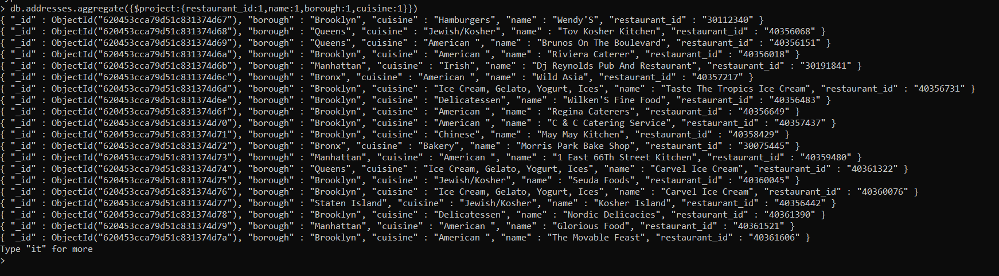 > db.addresses.aggregate({$project:{restaurant_id:1,name:1,borough:1,cuisine:1}})
{ "_id" : ObjectId("620453cca79d51c831374d67"), "borough" : "Brooklyn", "cuisine" : "Hamburgers", "name" : "Wendy'S", "restaurant_id" : "30112340" }
{ "_id" : ObjectId("620453cca79d51c831374d68"), "borough" : "Queens", "cuisine" : "Jewish/Kosher", "name" : "Tov Kosher Kitchen", "restaurant_id" : "40356068" }
{ "_id" : ObjectId("620453cca79d51c831374d69"), "borough" : "Queens", "cuisine" : "American ", "name" : "Brunos On The Boulevard", "restaurant_id" : "40356151" }
{ "_id" : ObjectId("620453cca79d51c831374d6a"), "borough" : "Brooklyn", "cuisine" : "American ", "name" : "Riviera Caterer", "restaurant_id" : "40356018" }
{ "_id" : ObjectId("620453cca79d51c831374d6b"), "borough" : "Manhattan", "cuisine" : "Irish", "name" : "Dj Reynolds Pub And Restaurant", "restaurant_id" : "30191841" }
{ "_id" : ObjectId("620453cca79d51c831374d6c"), "borough" : "Bronx", "cuisine" : "American ", "name" : "Wild Asia", "restaurant_id" : "40357217" }
{ "_id" : ObjectId("620453cca79d51c831374d6d"), "borough" : "Brooklyn", "cuisine" : "Ice Cream, Gelato, Yogurt, Ices", "name" : "Taste The Tropics Ice Cream", "restaurant_id" : "40356731" }
{ "_id" : ObjectId("620453cca79d51c831374d6e"), "borough" : "Brooklyn", "cuisine" : "Delicatessen", "name" : "Wilken'S Fine Food", "restaurant_id" : "40356483" }
{ "_id" : ObjectId("620453cca79d51c831374d6f"), "borough" : "Brooklyn", "cuisine" : "American ", "name" : "Regina Caterers", "restaurant_id" : "40356649" }
{ "_id" : ObjectId("620453cca79d51c831374d70"), "borough" : "Brooklyn", "cuisine" : "American ", "name" : "C & C Catering Service", "restaurant_id" : "40357437" }
{ "_id" : ObjectId("620453cca79d51c831374d71"), "borough" : "Brooklyn", "cuisine" : "Chinese", "name" : "May May Kitchen", "restaurant_id" : "40358429" }
{ "_id" : ObjectId("620453cca79d51c831374d72"), "borough" : "Bronx", "cuisine" : "Bakery", "name" : "Morris Park Bake Shop", "restaurant_id" : "30075445" }
{ "_id" : ObjectId("620453cca79d51c831374d73"), "borough" : "Manhattan", "cuisine" : "American ", "name" : "1 East 66Th Street Kitchen", "restaurant_id" : "40359480" }
{ "_id" : ObjectId("620453cca79d51c831374d74"), "borough" : "Queens", "cuisine" : "Ice Cream, Gelato, Yogurt, Ices", "name" : "Carvel Ice Cream", "restaurant_id" : "40361322" }
{ "_id" : ObjectId("620453cca79d51c831374d75"), "borough" : "Brooklyn", "cuisine" : "Jewish/Kosher", "name" : "Seuda Foods", "restaurant_id" : "40360045" }
{ "_id" : ObjectId("620453cca79d51c831374d76"), "borough" : "Brooklyn", "cuisine" : "Ice Cream, Gelato, Yogurt, Ices", "name" : "Carvel Ice Cream", "restaurant_id" : "40360076" }
{ "_id" : ObjectId("620453cca79d51c831374d77"), "borough" : "Staten Island", "cuisine" : "Jewish/Kosher", "name" : "Kosher Island", "restaurant_id" : "40356442" }
{ "_id" : ObjectId("620453cca79d51c831374d78"), "borough" : "Brooklyn", "cuisine" : "Delicatessen", "name" : "Nordic Delicacies", "restaurant_id" : "40361390" }
{ "_id" : ObjectId("620453cca79d51c831374d79"), "borough" : "Manhattan", "cuisine" : "American ", "name" : "Glorious Food", "restaurant_id" : "40361521" }
{ "_id" : ObjectId("620453cca79d51c831374d7a"), "borough" : "Brooklyn", "cuisine" : "American ", "name" : "The Movable Feast", "restaurant_id" : "40361606" }
Type "it" for more
>